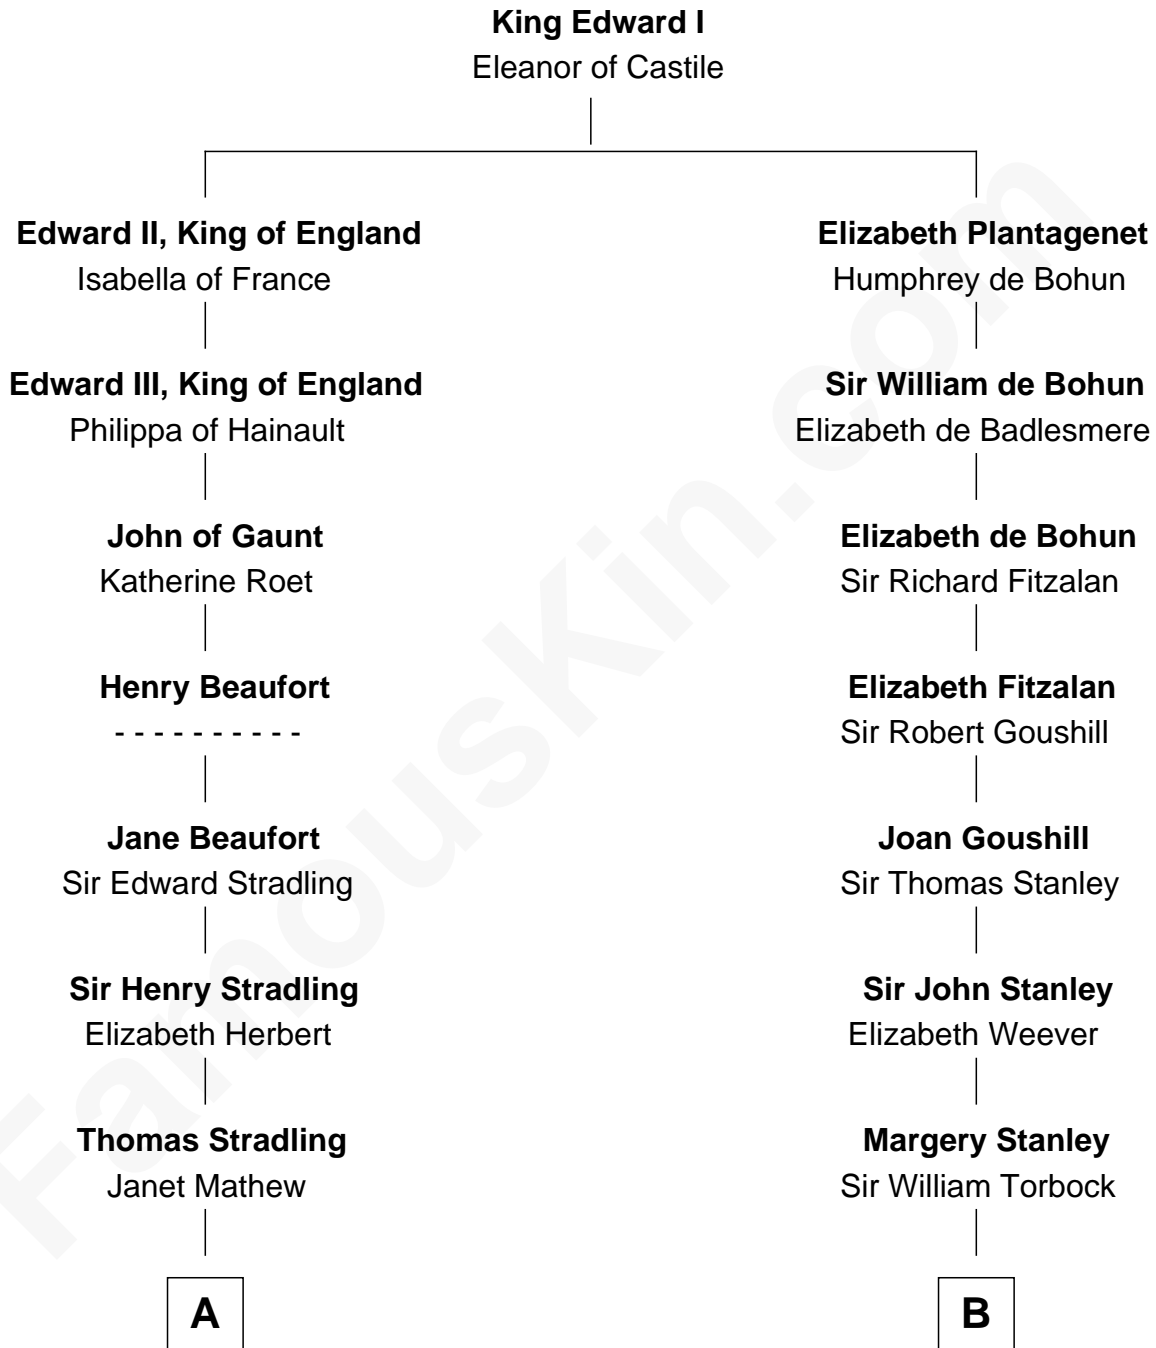 King Edward I
Eleanor of Castile
Edward II, King of England
Isabella of France
Elizabeth Plantagenet
Humphrey de Bohun
Edward III, King of England
Philippa of Hainault
Sir William de Bohun
Elizabeth de Badlesmere
John of Gaunt
Katherine Roet
Elizabeth de Bohun
Sir Richard Fitzalan
Henry Beaufort
- - - - - - - - - -
Elizabeth Fitzalan
Sir Robert Goushill
Jane Beaufort
Sir Edward Stradling
Joan Goushill
Sir Thomas Stanley
Sir Henry Stradling
Elizabeth Herbert
Sir John Stanley
Elizabeth Weever
Thomas Stradling
Janet Mathew
Margery Stanley
Sir William Torbock
A
B
FamousKin.com